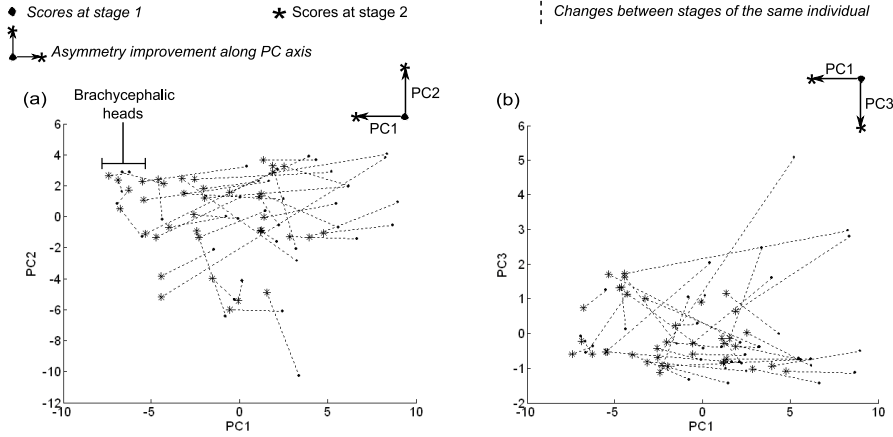 Scores at stage 1
Scores at stage 2
Changes between stages of the same individual
Asymmetry improvement along PC axis
(a)
Brachycephalic
heads
PC2
PC1
6
4
2
0
-2
-4
-6
-8
-10
-12
PC2
-10 -5 0 5 10
PC1
(b)
PC1
PC3
6
5
4
3
2
1
0
-1
-2
PC3
-10 -5 0 5 10
PC1